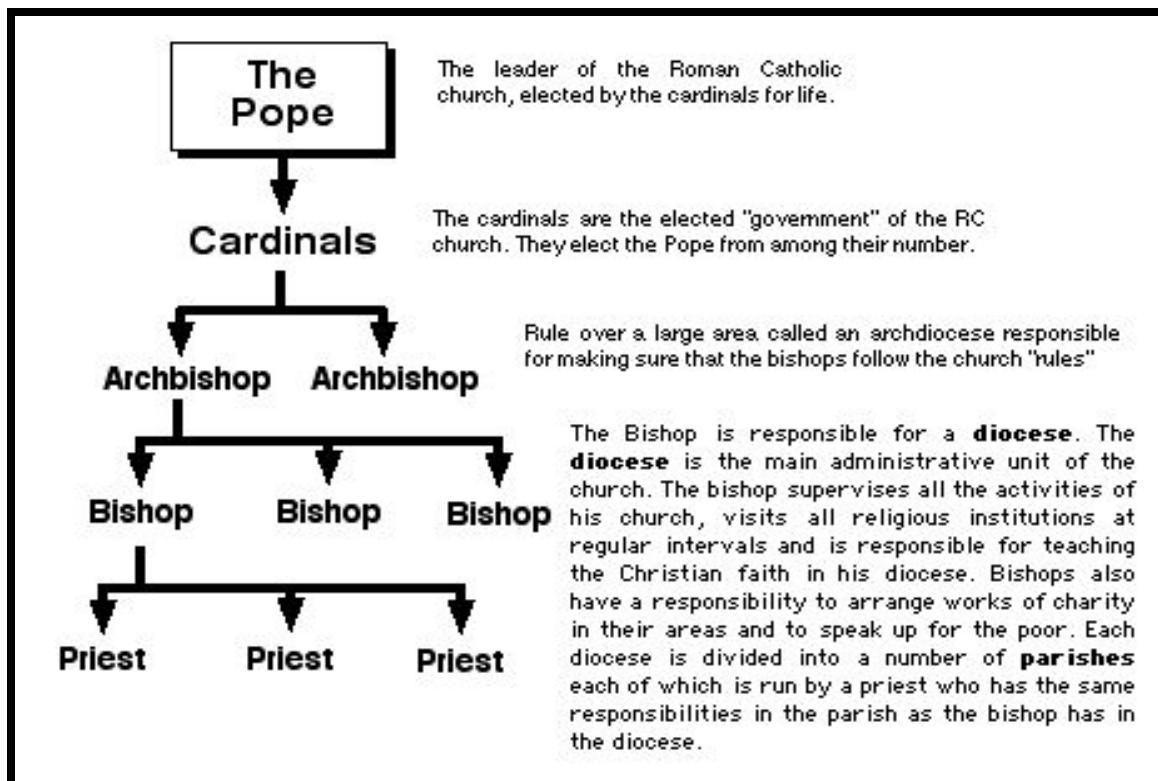 The
Pope
The leader of the Roman Catholic
church, elected by the cardinals for life.
Cardinals
The cardinals are the elected "government" of the RC
church. They elect the Pope from among their number.
Archbishop Archbishop
Rule over a large area called an archdiocese responsible
for making sure that the bishops follow the church "rules"
Bishop Bishop Bishop
Priest Priest Priest
The Bishop is responsible for a diocese. The
diocese is the main administrative unit of the
church. The bishop supervises all the activities of
his church, visits all religious institutions at
regular intervals and is responsible for teaching
the Christian faith in his diocese. Bishops also
have a responsibility to arrange works of charity
in their areas and to speak up for the poor. Each
diocese is divided into a number of parishes
each of which is run by a priest who has the same
responsibilities in the parish as the bishop has in
the diocese.